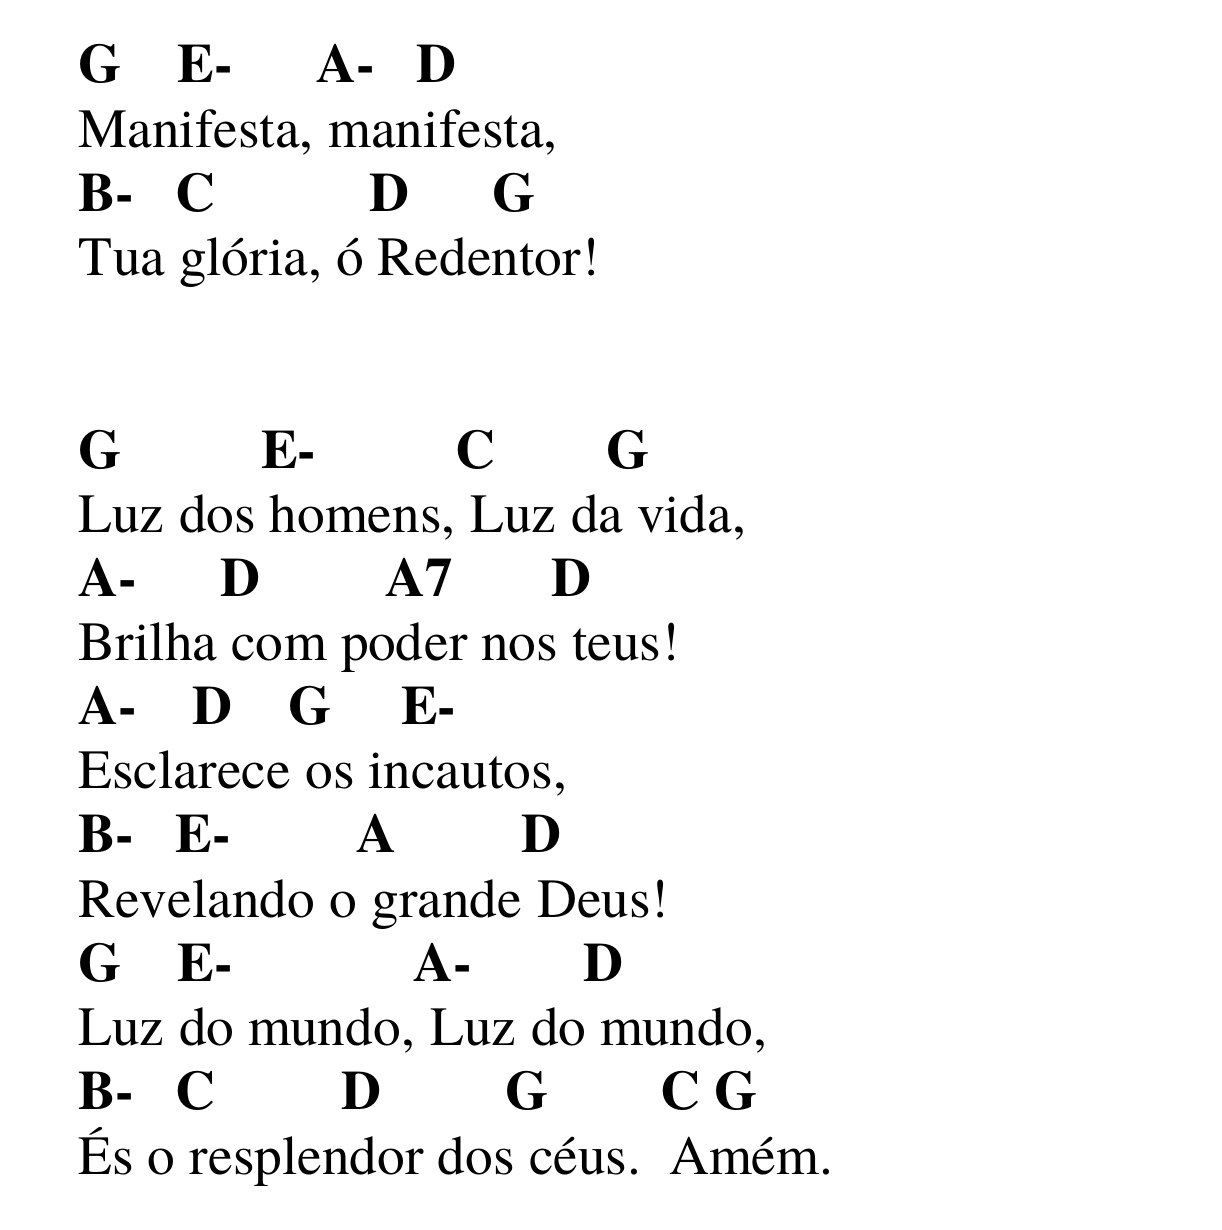 G E- A- D
Manifesta, manifesta,
B- C D G
Tua glória, ó Redentor!
G E- C G
Luz dos homens, Luz da vida,
A- D A7 D
Brilha com poder nos teus!
A- D G E-
Esclarece os incautos,
B- E- A D
Revelando o grande Deus!
G E- A- D
Luz do mundo, Luz do mundo,
B- C D G C G
És o resplendor dos céus. Amém.